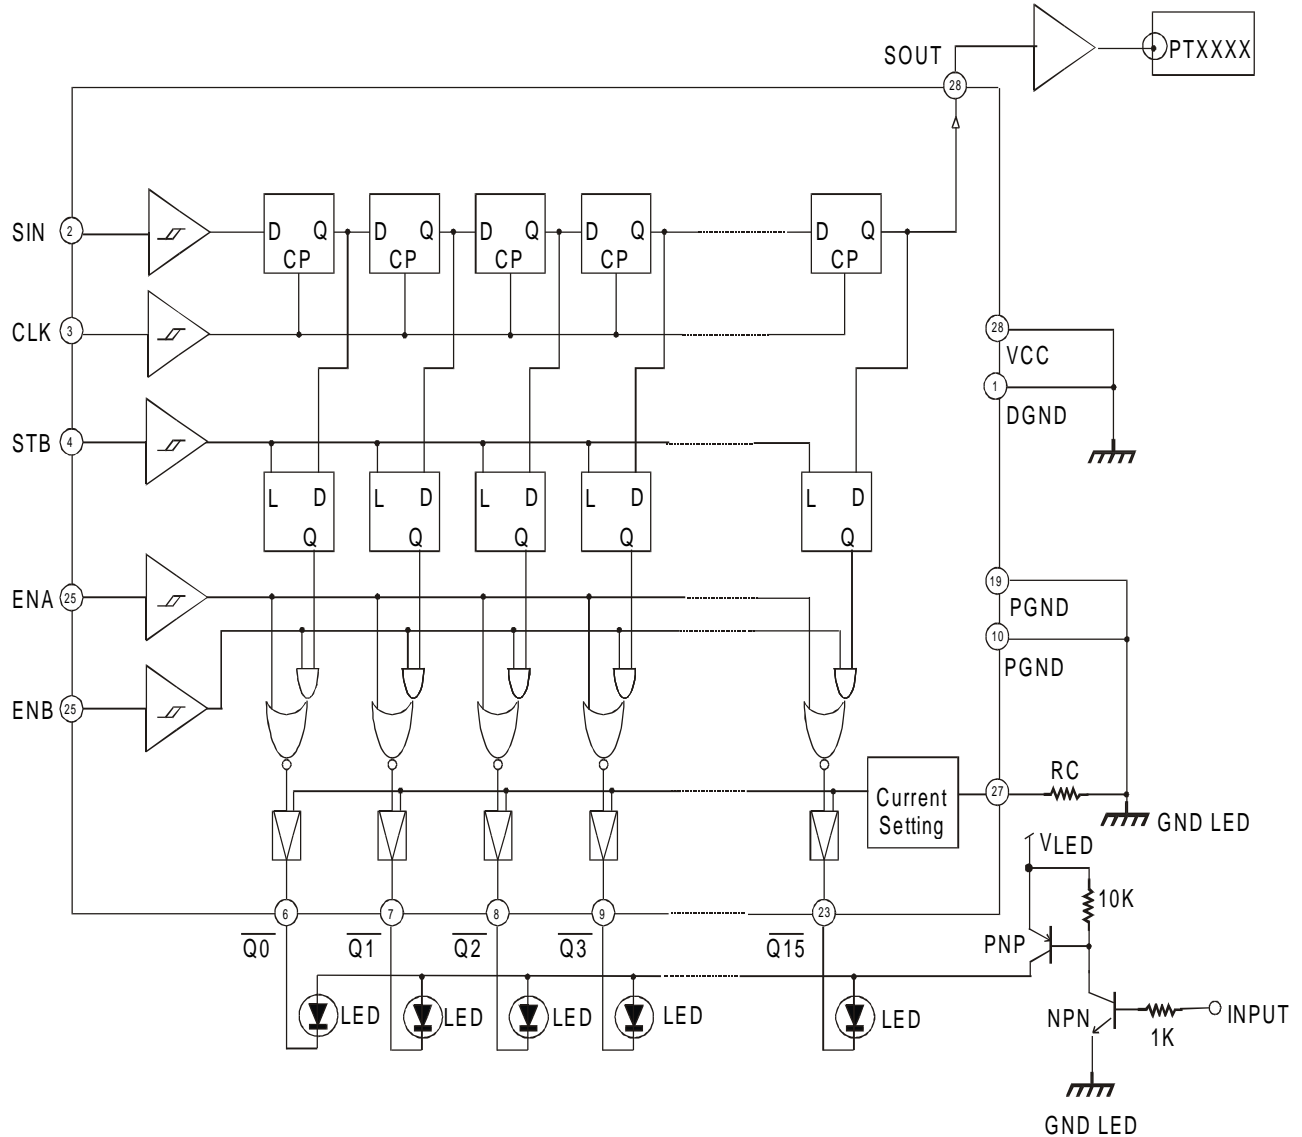 SOUT
28
PTXXXX
SIN 2
D Q CP
D Q CP
D Q CP
D Q CP
D Q CP
CLK 3
28
VCC
1
DGND
STB 4
L D Q
L D Q
L D Q
L D Q
L D Q
ENA 25
19
PGND
10
PGND
ENB 25
Current
Setting
27
RC
GND LED
VLED
10K
6 7 8 9 23
Q0 Q1 Q2 Q3 Q15
PNP
LED LED LED LED LED
NPN
1K
INPUT
GND LED